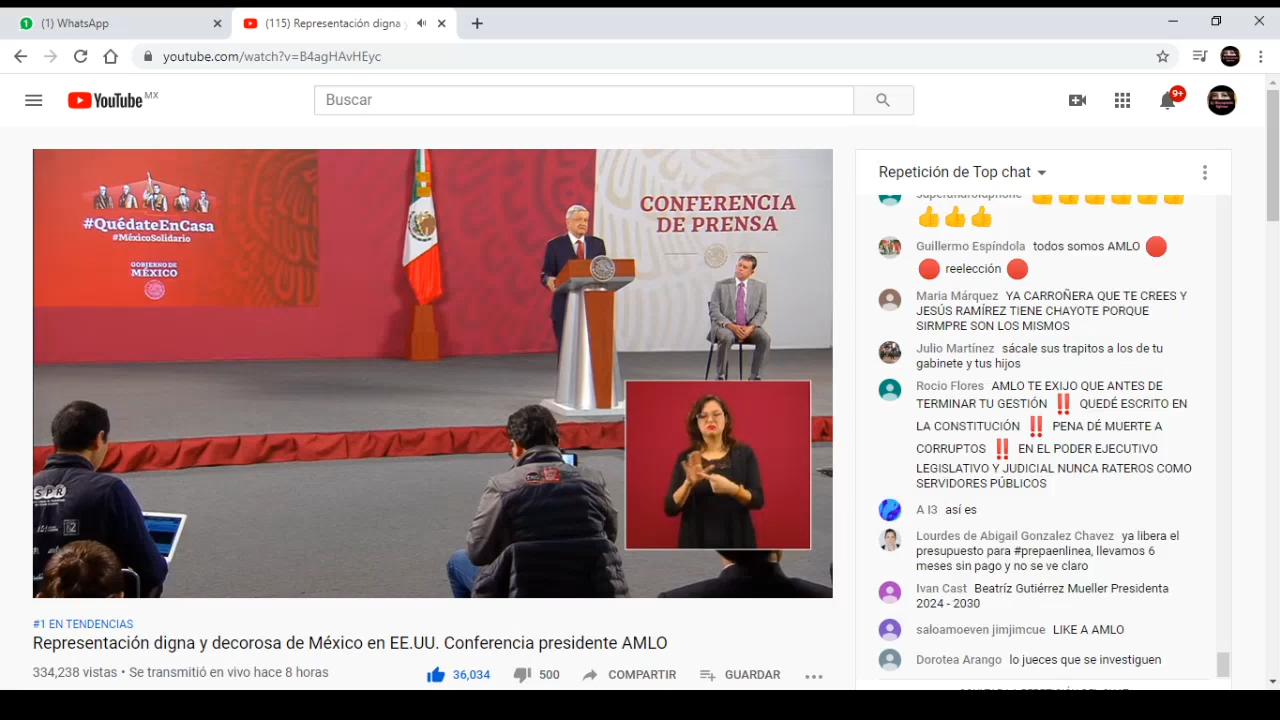 (1) WhatsApp
(115) Representación digna y
youtube.com/watch?v=B4agHAvHEyc
YouTube MX
Buscar
9+
#QuédateEnCasa
#MéxicoSolidario
GOBIERNO DE
MÉXICO
CONFERENCIA
DE PRENSA
SPR
#1 EN TENDENCIAS
Representación digna y decorosa de México en EE.UU. Conferencia presidente AMLO
334,238 vistas • Se transmitió en vivo hace 8 horas
36,034
500
COMPARTIR
GUARDAR
Repetición de Top chat
Guillermo Espíndola todos somos AMLO
reelección
Maria Márquez YA CARROÑERA QUE TE CREES Y
JESÚS RAMÍREZ TIENE CHAYOTE PORQUE
SIRMPRE SON LOS MISMOS
Julio Martínez sácale sus trapitos a los de tu
gabinete y tus hijos
Rocio Flores AMLO TE EXIJO QUE ANTES DE
TERMINAR TU GESTIÓN ‼ QUEDÉ ESCRITO EN
LA CONSTITUCIÓN ‼ PENA DÉ MUERTE A
CORRUPTOS ‼ EN EL PODER EJECUTIVO
LEGISLATIVO Y JUDICIAL NUNCA RATEROS COMO
SERVIDORES PÚBLICOS
A I3 así es
Lourdes de Abigail Gonzalez Chavez ya libera el
presupuesto para #prepaenlinea, llevamos 6
meses sin pago y no se ve claro
Ivan Cast Beatríz Gutiérrez Mueller Presidenta
2024 - 2030
saloamoeven jimjimcue LIKE A AMLO
Dorotea Arango lo jueces que se investiguen